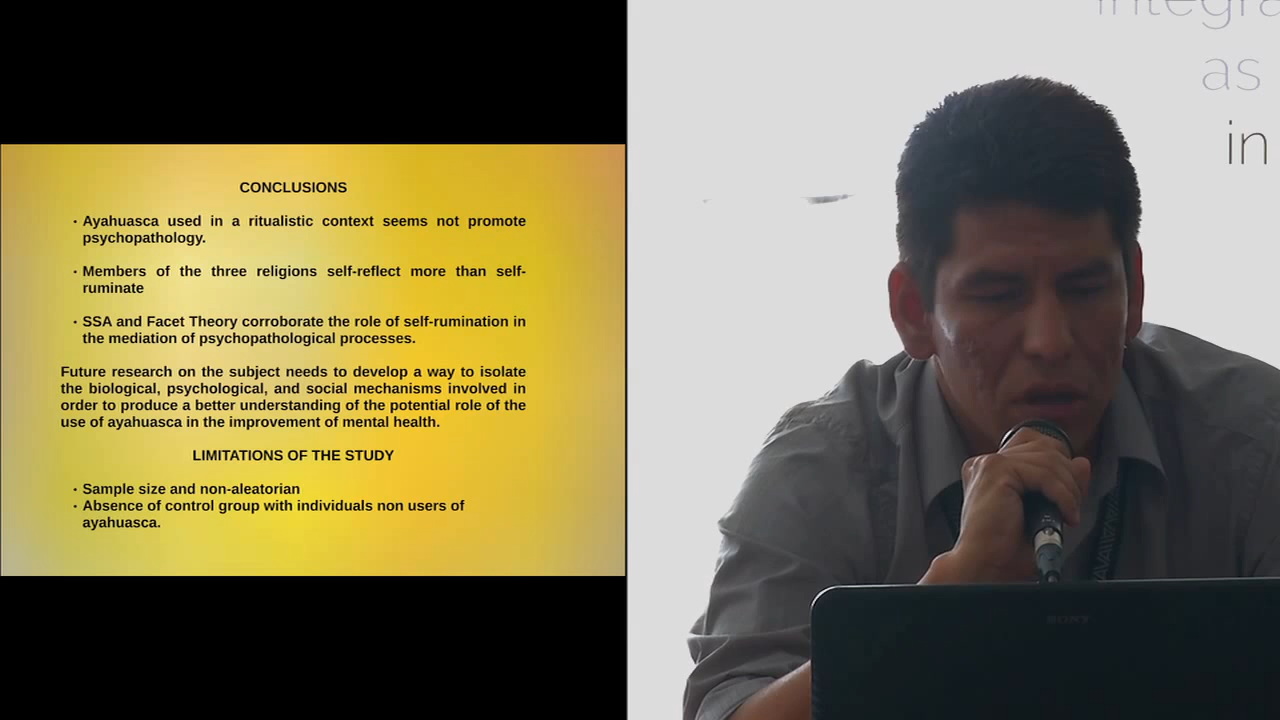 CONCLUSIONS
• Ayahuasca used in a ritualistic context seems not promote
psychopathology.
• Members of the three religions self-reflect more than self-
ruminate
• SSA and Facet Theory corroborate the role of self-rumination in
the mediation of psychopathological processes.
Future research on the subject needs to develop a way to isolate
the biological, psychological, and social mechanisms involved in
order to produce a better understanding of the potential role of the
use of ayahuasca in the improvement of mental health.
LIMITATIONS OF THE STUDY
• Sample size and non-aleatorian
• Absence of control group with individuals non users of
ayahuasca.
as
in
SONY